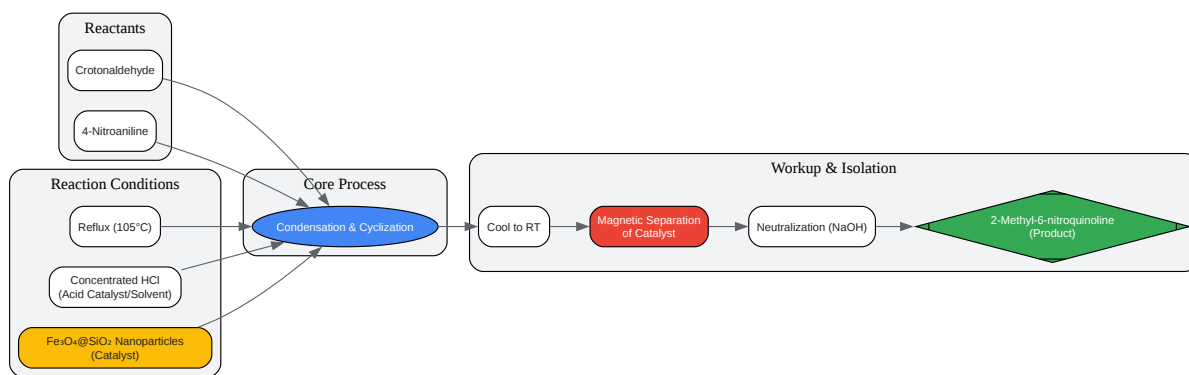 Reactants
Crotonaldehyde
4-Nitroaniline
Reaction Conditions
Reflux (105°C)
Concentrated HCl
(Acid Catalyst/Solvent)
Fe₃O₄@SiO₂ Nanoparticles
(Catalyst)
Core Process
Condensation & Cyclization
Workup & Isolation
Cool to RT
Magnetic Separation
of Catalyst
Neutralization (NaOH)
2-Methyl-6-nitroquinoline
(Product)